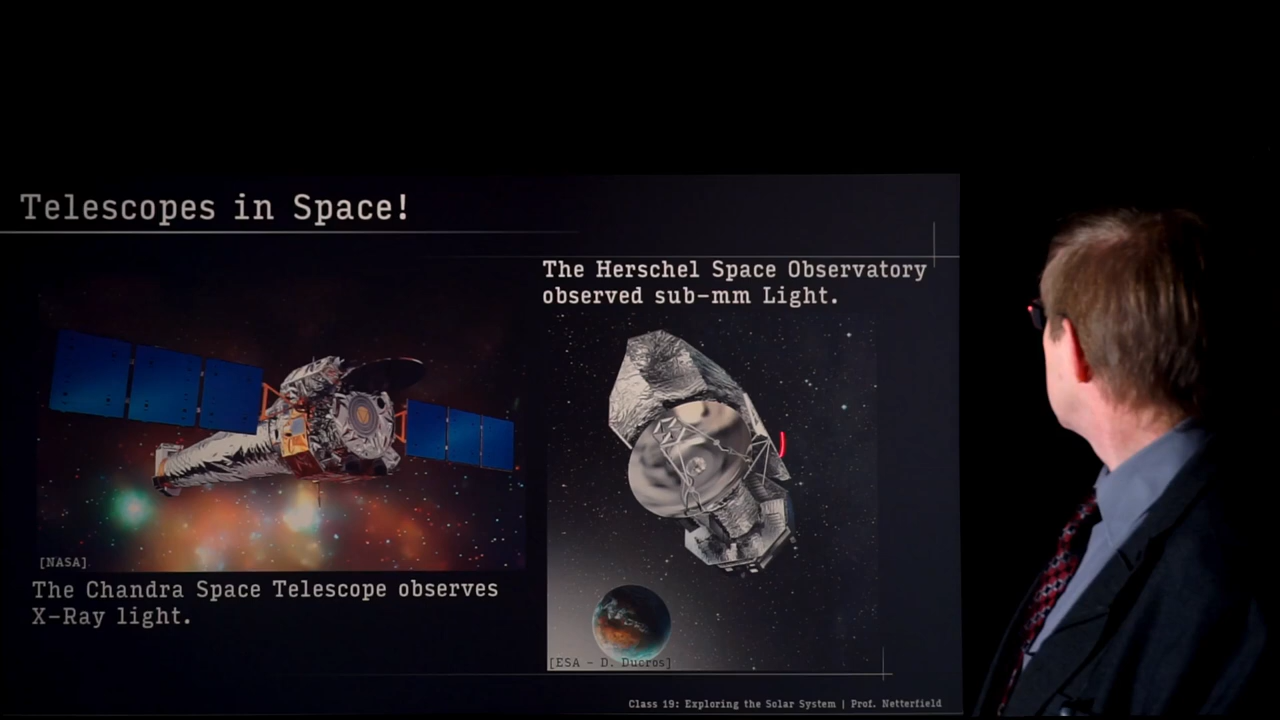 Telescopes in Space!
The Herschel Space Observatory
observed sub-mm Light.
[NASA]
The Chandra Space Telescope observes
X-Ray light.
[ESA - D. Ducros]
Class 19: Exploring the Solar System | Prof. Netterfield